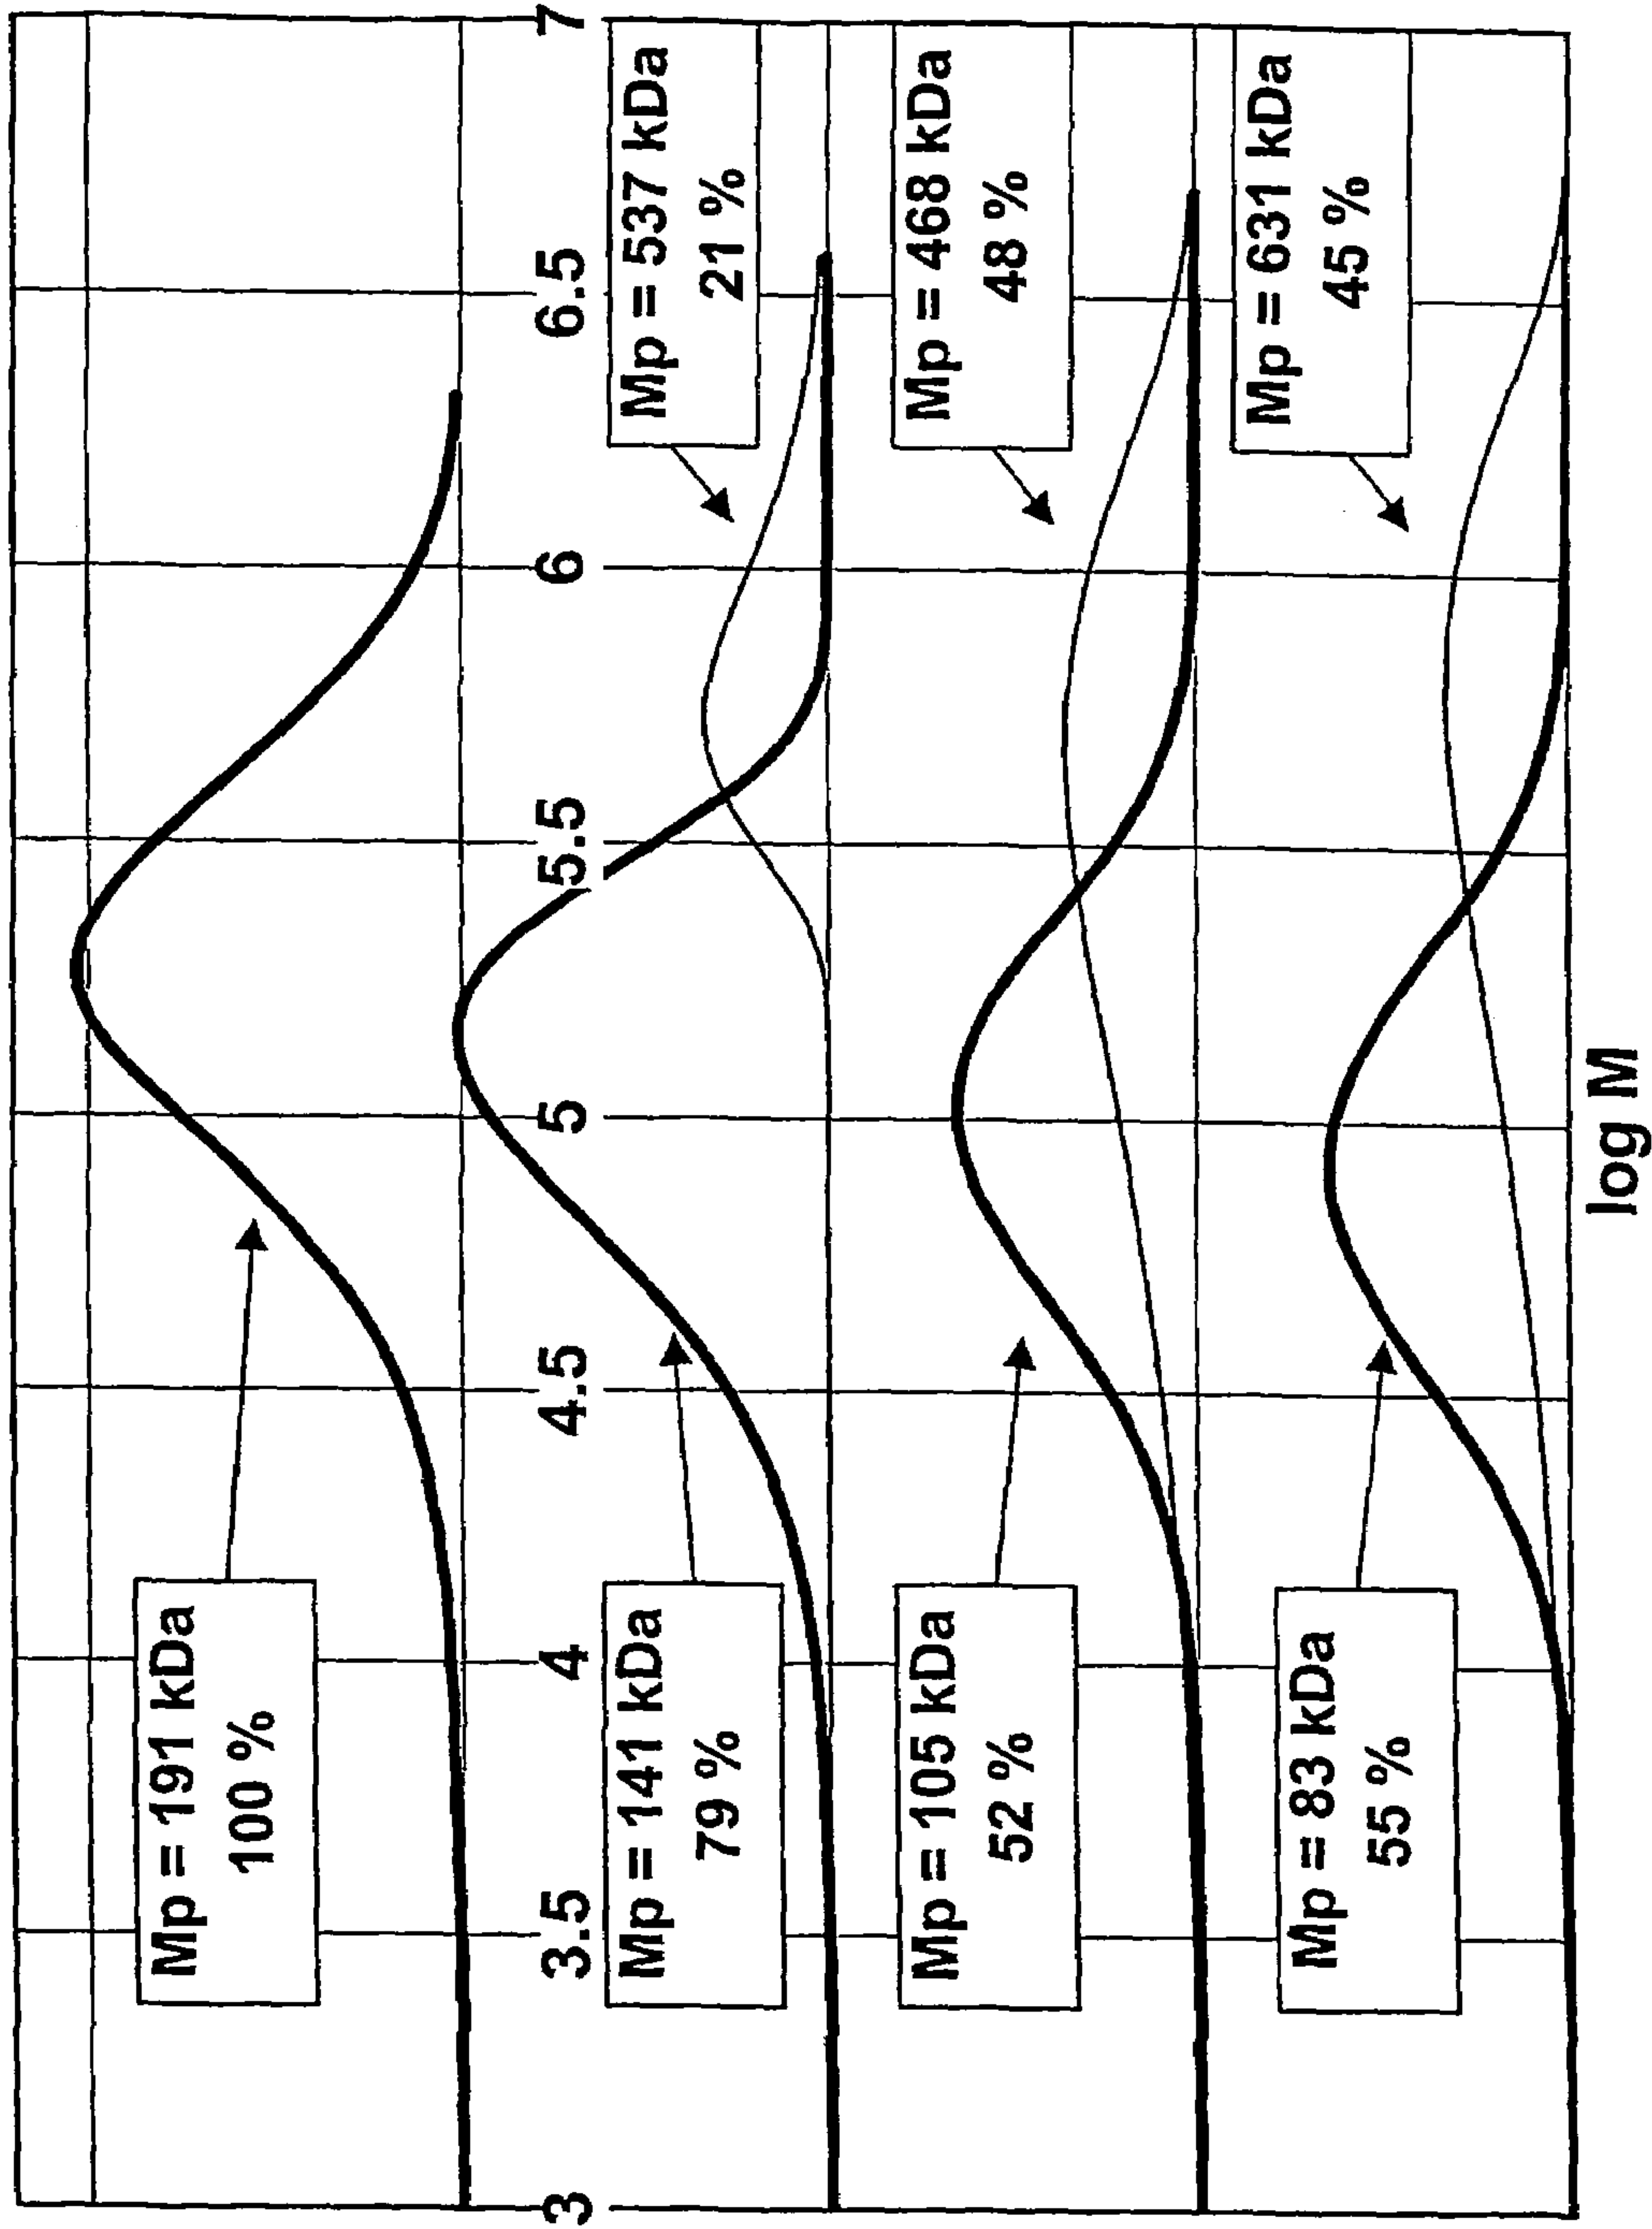 Mp = 191 kDa
100 %
3
3.5
4
4.5
5
5.5
6
6.5
7
Mp = 141 kDa
79 %
Mp = 537 kDa
21 %
Mp = 105 kDa
52 %
Mp = 468 kDa
48 %
Mp = 83 kDa
55 %
Mp = 631 kDa
45 %
log M